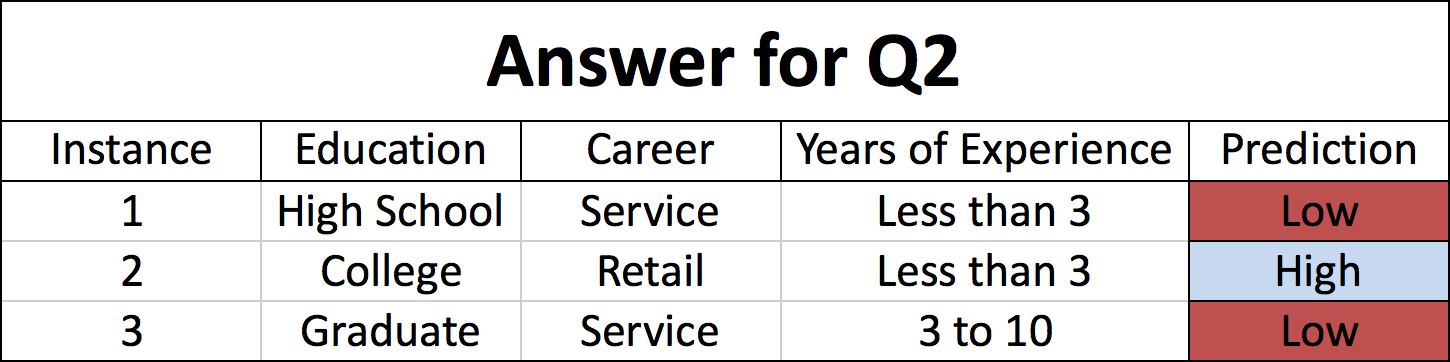 Answer for Q2
Instance Education Career Years of Experience Prediction
1 High School Service Less than 3 Low
2 College Retail Less than 3 High
3 Graduate Service 3 to 10 Low